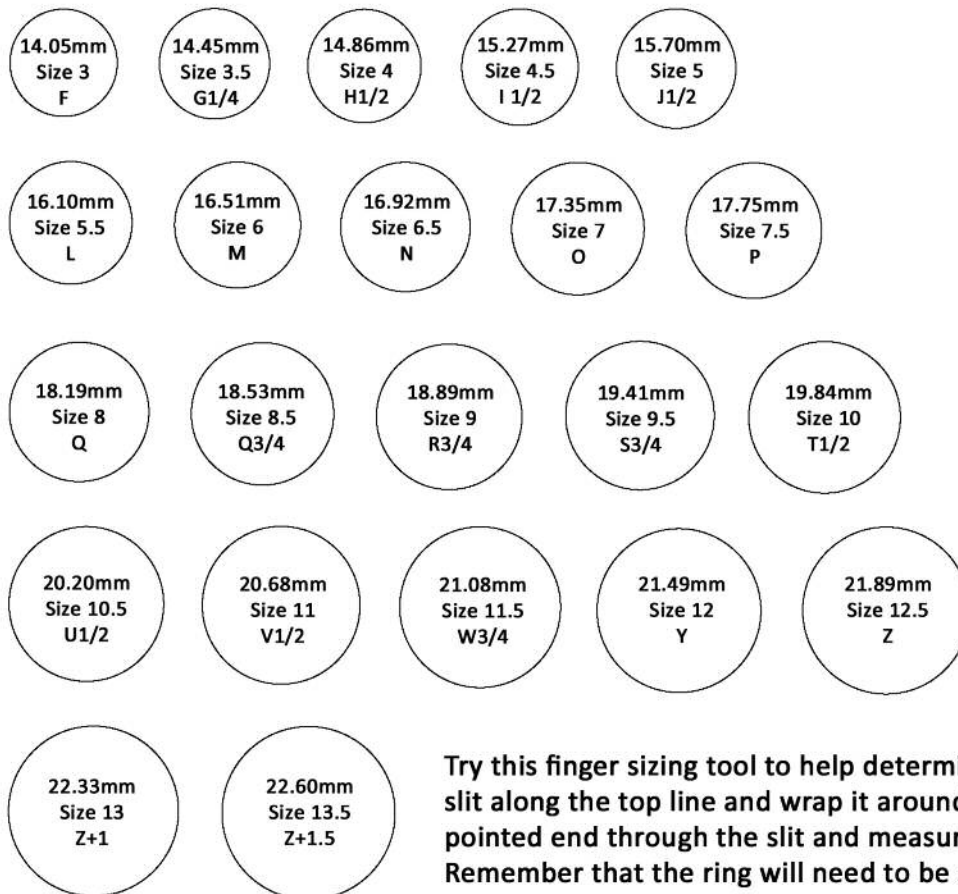 14.05mm
Size 3
F
14.45mm
Size 3.5
G1/4
14.86mm
Size 4
H1/2
15.27mm
Size 4.5
I 1/2
15.70mm
Size 5
J1/2
16.10mm
Size 5.5
L
16.51mm
Size 6
M
16.92mm
Size 6.5
N
17.35mm
Size 7
O
17.75mm
Size 7.5
P
18.19mm
Size 8
Q
18.53mm
Size 8.5
Q3/4
18.89mm
Size 9
R3/4
19.41mm
Size 9.5
S3/4
19.84mm
Size 10
T1/2
20.20mm
Size 10.5
U1/2
20.68mm
Size 11
V1/2
21.08mm
Size 11.5
W3/4
21.49mm
Size 12
Y
21.89mm
Size 12.5
Z
22.33mm
Size 13
Z+1
22.60mm
Size 13.5
Z+1.5
Try this finger sizing tool to help determi
slit along the top line and wrap it around
pointed end through the slit and measur
Remember that the ring will need to be